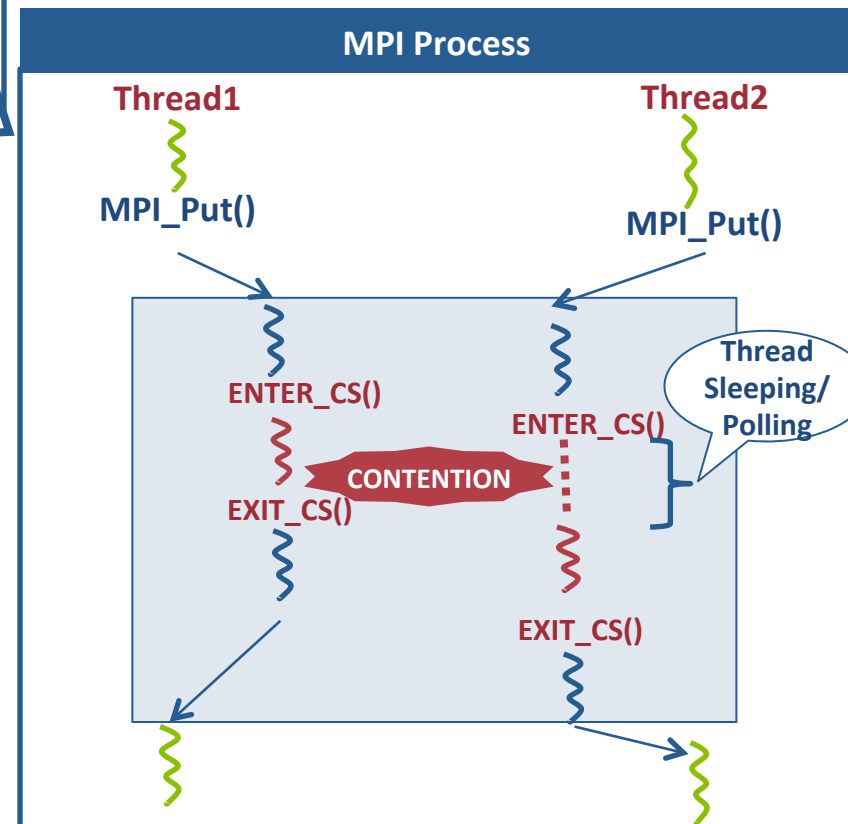 MPI Process
Thread1
Thread2
MPI_Put()
MPI_Put()
Thread
Sleeping/
Polling
ENTER_CS()
ENTER_CS()
CONTENTION
EXIT_CS()
EXIT_CS()